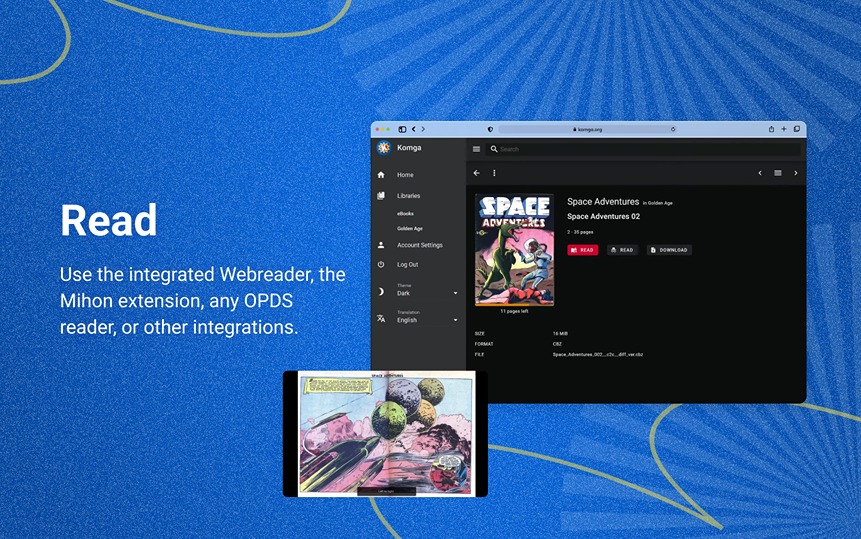 Read
Use the integrated Webreader, the
Mihon extension, any OPDS
reader, or other integrations.
komga.org
Komga
Search
Home
Libraries
eBooks
Golden Age
Account Settings
Log Out
Theme
Dark
Translation
English
SPACE
ADVENTURES
11 pages left
Space Adventures in Golden Age
Space Adventures 02
2 · 35 pages
READ
READ
DOWNLOAD
SIZE 16 MiB
FORMAT CBZ
FILE Space_Adventures_002__c2c__diff_ver.cbz
SPACE ADVENTURES